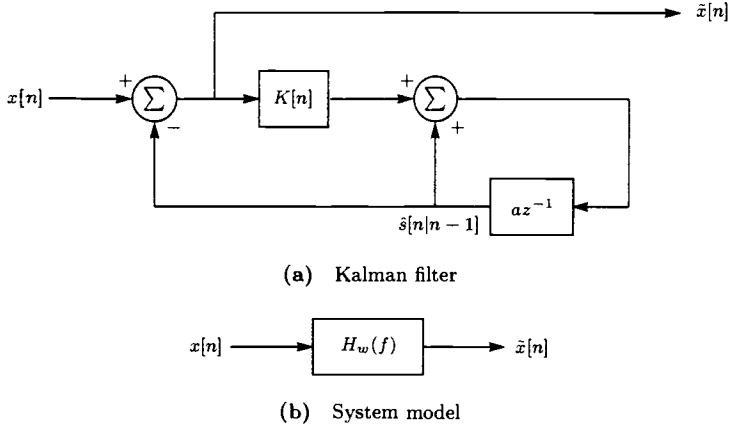 x̃[n]
+
+
x[n]
∑
K[n]
∑
−
+
ŝ[n|n − 1]
az⁻¹
(a) Kalman filter
x[n]
H_w(f)
x̃[n]
(b) System model